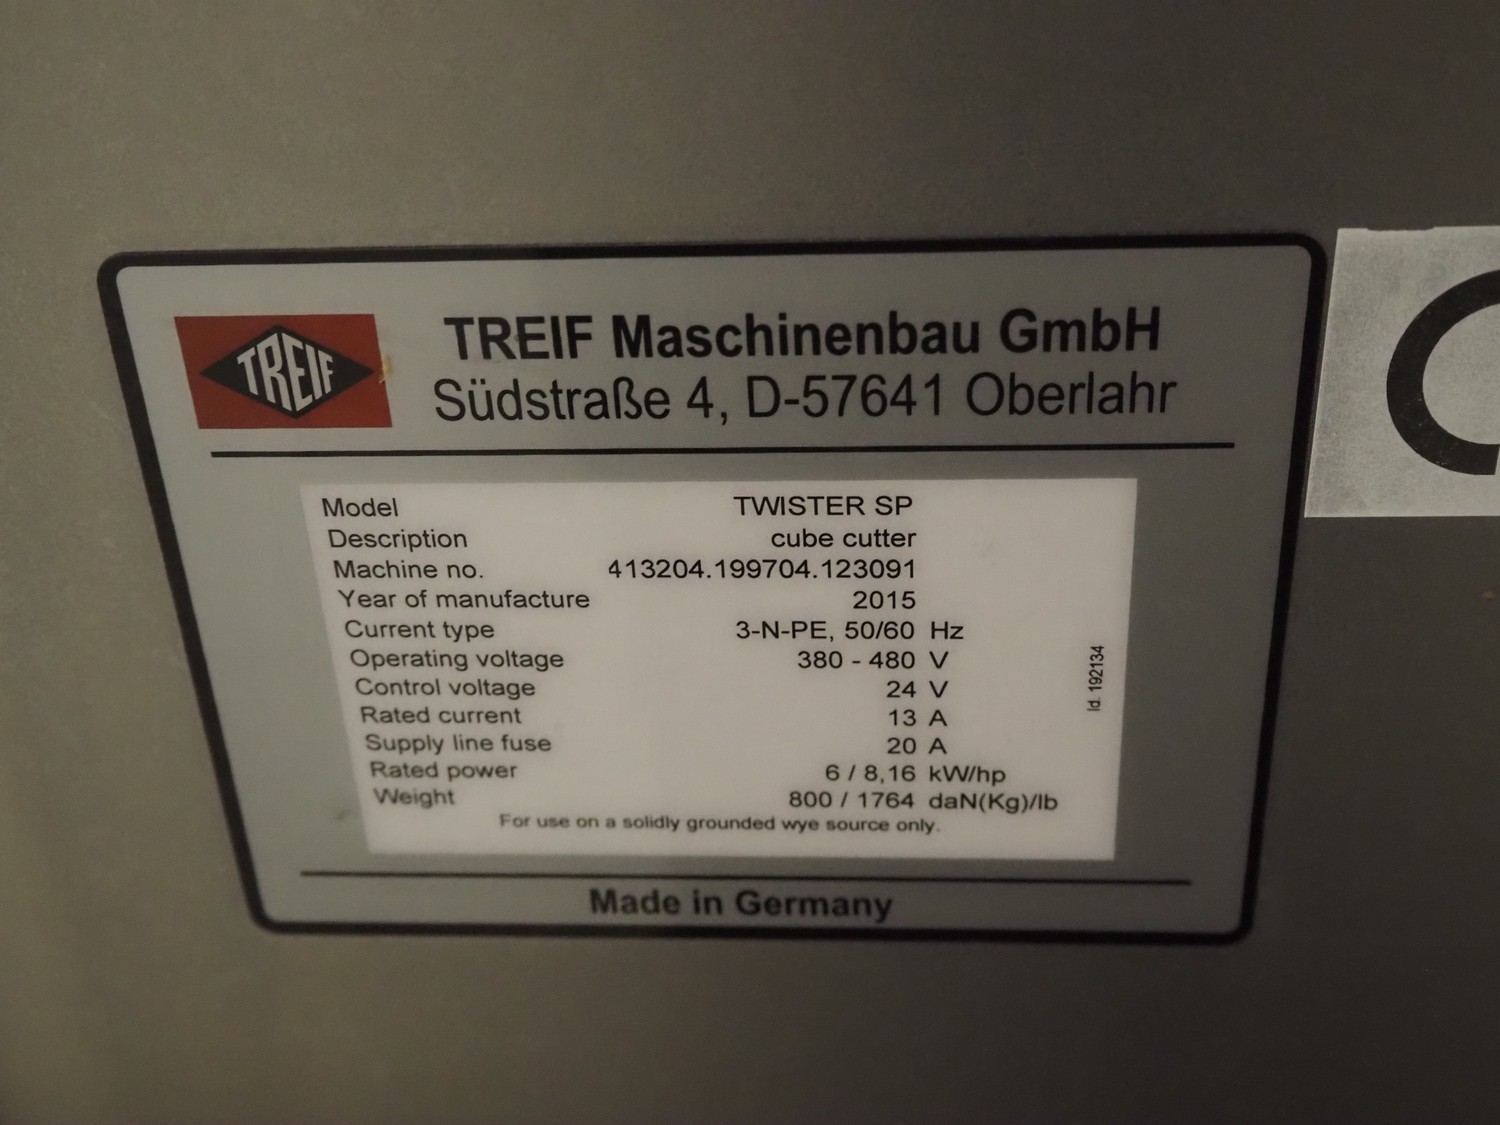 TREIF
TREIF Maschinenbau GmbH
Südstraße 4, D-57641 Oberlahr
Model TWISTER SP
Description cube cutter
Machine no. 413204.199704.123091
Year of manufacture 2015
Current type 3-N-PE, 50/60 Hz
Operating voltage 380 - 480 V
Control voltage 24 V
Rated current 13 A
Supply line fuse 20 A
Rated power 6 / 8,16 kW/hp
Weight 800 / 1764 daN(Kg)/lb
For use on a solidly grounded wye source only.
Id. 192134
Made in Germany